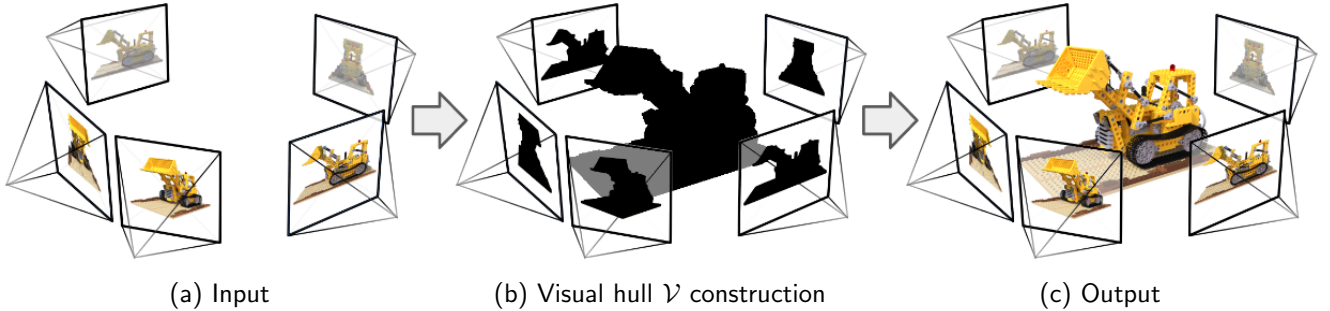 (a) Input
(b) Visual hull 𝒱 construction
(c) Output